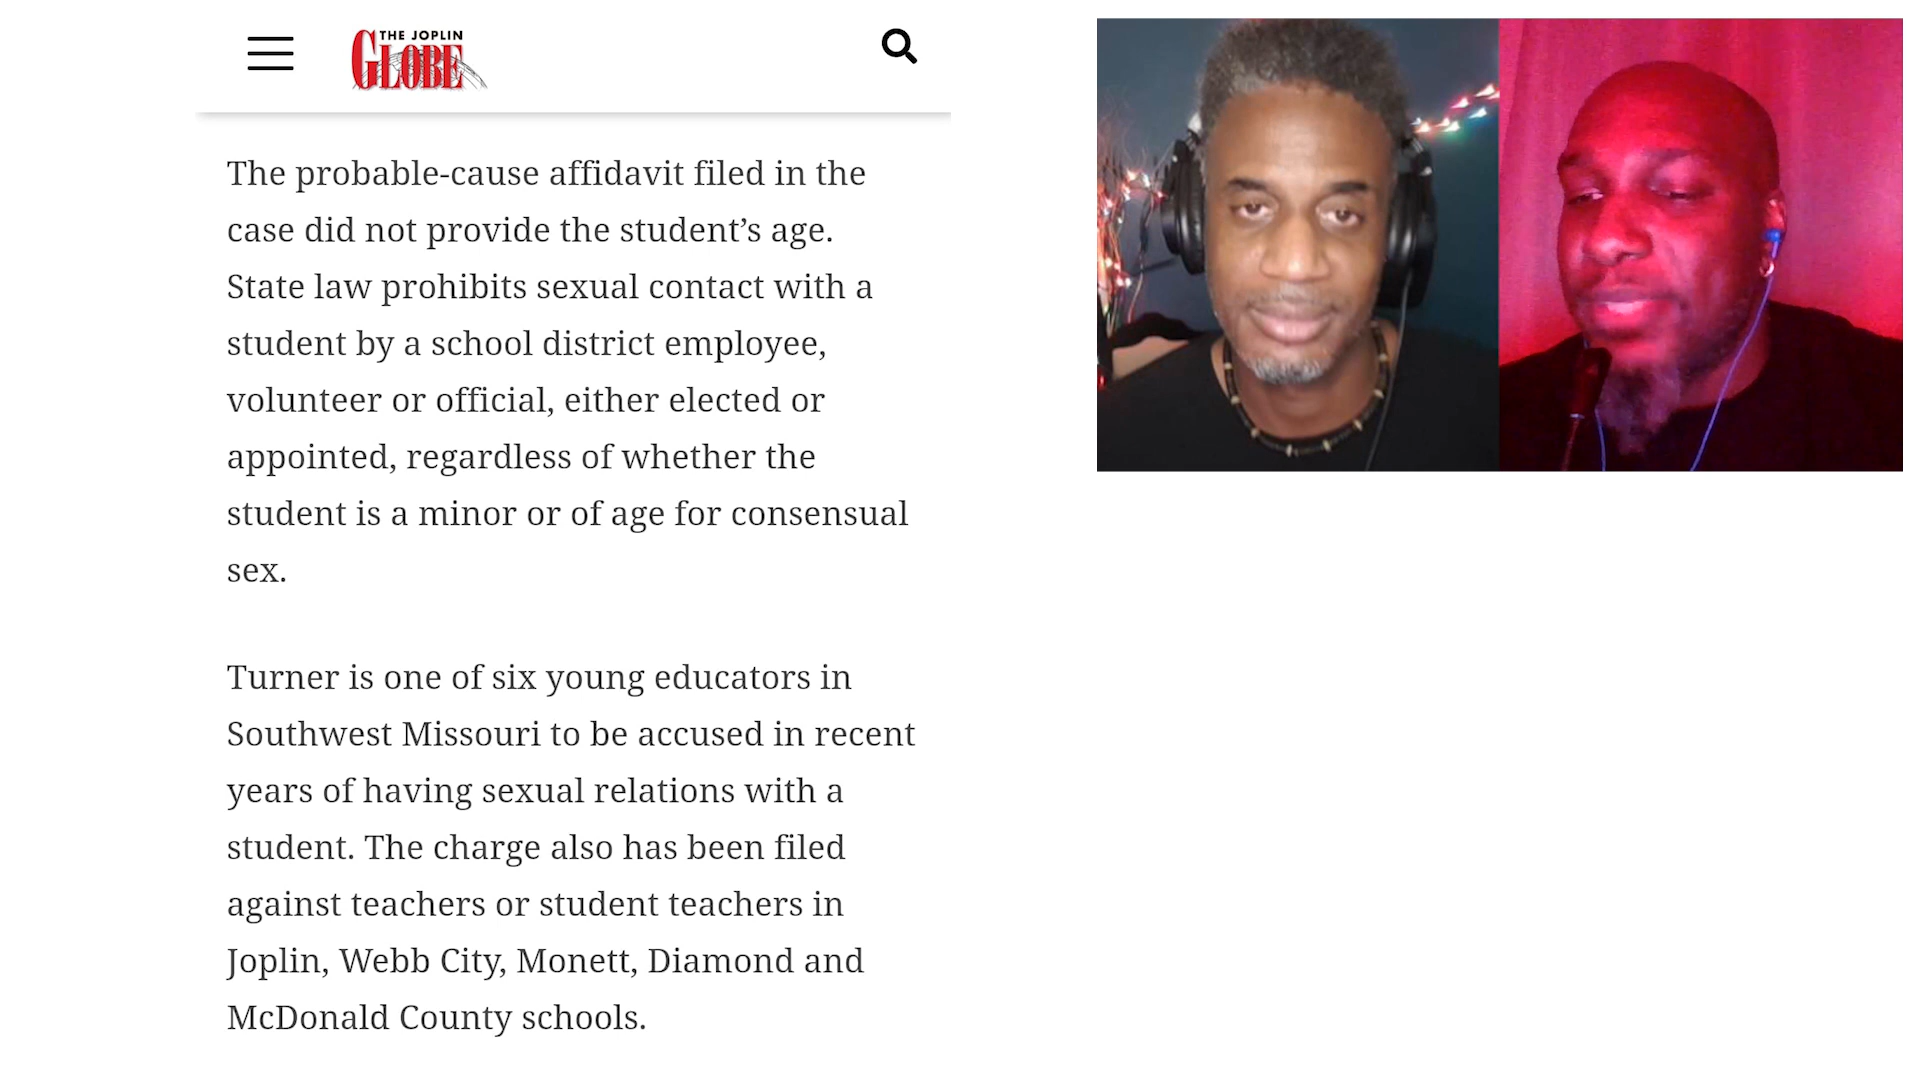 THE JOPLIN
GLOBE
The probable-cause affidavit filed in the
case did not provide the student’s age.
State law prohibits sexual contact with a
student by a school district employee,
volunteer or official, either elected or
appointed, regardless of whether the
student is a minor or of age for consensual
sex.
Turner is one of six young educators in
Southwest Missouri to be accused in recent
years of having sexual relations with a
student. The charge also has been filed
against teachers or student teachers in
Joplin, Webb City, Monett, Diamond and
McDonald County schools.